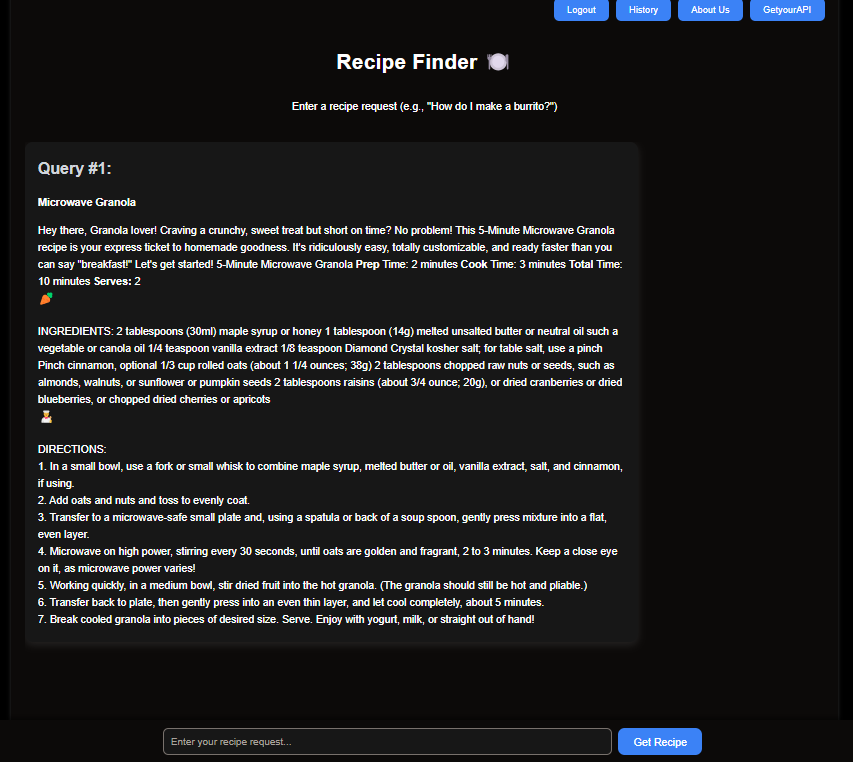 Logout History About Us GetyourAPI
Recipe Finder
Enter a recipe request (e.g., "How do I make a burrito?")
Query #1:
Microwave Granola
Hey there, Granola lover! Craving a crunchy, sweet treat but short on time? No problem! This 5-Minute Microwave Granola
recipe is your express ticket to homemade goodness. It's ridiculously easy, totally customizable, and ready faster than you
can say "breakfast!" Let's get started! 5-Minute Microwave Granola Prep Time: 2 minutes Cook Time: 3 minutes Total Time:
10 minutes Serves: 2
INGREDIENTS: 2 tablespoons (30ml) maple syrup or honey 1 tablespoon (14g) melted unsalted butter or neutral oil such a
vegetable or canola oil 1/4 teaspoon vanilla extract 1/8 teaspoon Diamond Crystal kosher salt; for table salt, use a pinch
Pinch cinnamon, optional 1/3 cup rolled oats (about 1 1/4 ounces; 38g) 2 tablespoons chopped raw nuts or seeds, such as
almonds, walnuts, or sunflower or pumpkin seeds 2 tablespoons raisins (about 3/4 ounce; 20g), or dried cranberries or dried
blueberries, or chopped dried cherries or apricots
DIRECTIONS:
1. In a small bowl, use a fork or small whisk to combine maple syrup, melted butter or oil, vanilla extract, salt, and cinnamon,
if using.
2. Add oats and nuts and toss to evenly coat.
3. Transfer to a microwave-safe small plate and, using a spatula or back of a soup spoon, gently press mixture into a flat,
even layer.
4. Microwave on high power, stirring every 30 seconds, until oats are golden and fragrant, 2 to 3 minutes. Keep a close eye
on it, as microwave power varies!
5. Working quickly, in a medium bowl, stir dried fruit into the hot granola. (The granola should still be hot and pliable.)
6. Transfer back to plate, then gently press into an even thin layer, and let cool completely, about 5 minutes.
7. Break cooled granola into pieces of desired size. Serve. Enjoy with yogurt, milk, or straight out of hand!
Enter your recipe request... Get Recipe